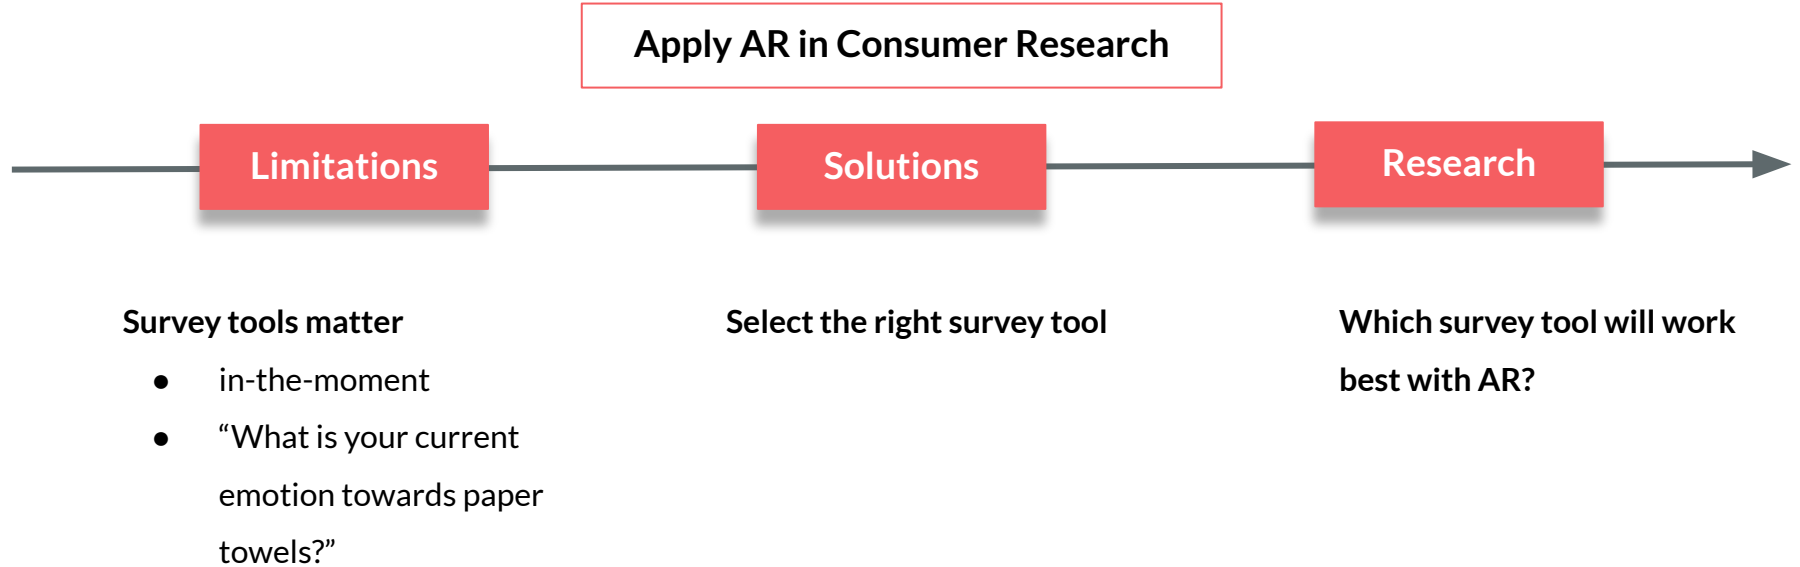 Apply AR in Consumer Research
Limitations
Solutions
Research
Survey tools matter
● in-the-moment
● “What is your current
emotion towards paper
towels?”
Select the right survey tool
Which survey tool will work
best with AR?